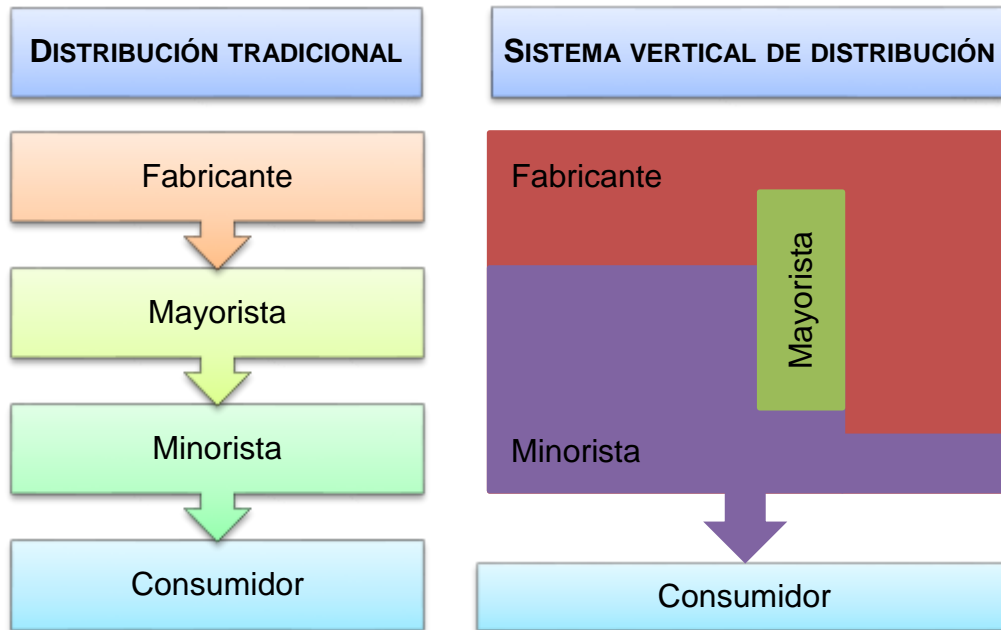 DISTRIBUCIÓN TRADICIONAL
Fabricante
Mayorista
Minorista
Consumidor
SISTEMA VERTICAL DE DISTRIBUCIÓN
Fabricante
Mayorista
Minorista
Consumidor